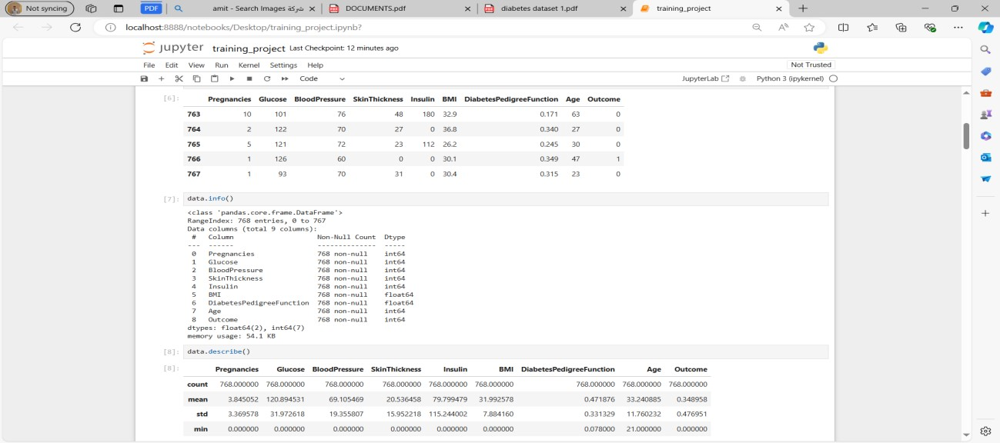 Not syncing
PDF
amit - Search Images شركة
DOCUMENTS.pdf
diabetes dataset 1.pdf
training_project
localhost:8888/notebooks/Desktop/training_project.ipynb?
jupyter training_project Last Checkpoint: 12 minutes ago
File Edit View Run Kernel Settings Help
Not Trusted
Code
JupyterLab
Python 3 (ipykernel)
[6]:
Pregnancies Glucose BloodPressure SkinThickness Insulin BMI DiabetesPedigreeFunction Age Outcome
763 10 101 76 48 180 32.9 0.171 63 0
764 2 122 70 27 0 36.8 0.340 27 0
765 5 121 72 23 112 26.2 0.245 30 0
766 1 126 60 0 0 30.1 0.349 47 1
767 1 93 70 31 0 30.4 0.315 23 0
[7]: data.info()
<class 'pandas.core.frame.DataFrame'>
RangeIndex: 768 entries, 0 to 767
Data columns (total 9 columns):
# Column Non-Null Count Dtype
--- ------ -------------- -----
0 Pregnancies 768 non-null int64
1 Glucose 768 non-null int64
2 BloodPressure 768 non-null int64
3 SkinThickness 768 non-null int64
4 Insulin 768 non-null int64
5 BMI 768 non-null float64
6 DiabetesPedigreeFunction 768 non-null float64
7 Age 768 non-null int64
8 Outcome 768 non-null int64
dtypes: float64(2), int64(7)
memory usage: 54.1 KB
[8]: data.describe()
[8]:
Pregnancies Glucose BloodPressure SkinThickness Insulin BMI DiabetesPedigreeFunction Age Outcome
count 768.000000 768.000000 768.000000 768.000000 768.000000 768.000000 768.000000 768.000000 768.000000
mean 3.845052 120.894531 69.105469 20.536458 79.799479 31.992578 0.471876 33.240885 0.348958
std 3.369578 31.972618 19.355807 15.952218 115.244002 7.884160 0.331329 11.760232 0.476951
min 0.000000 0.000000 0.000000 0.000000 0.000000 0.000000 0.078000 21.000000 0.000000